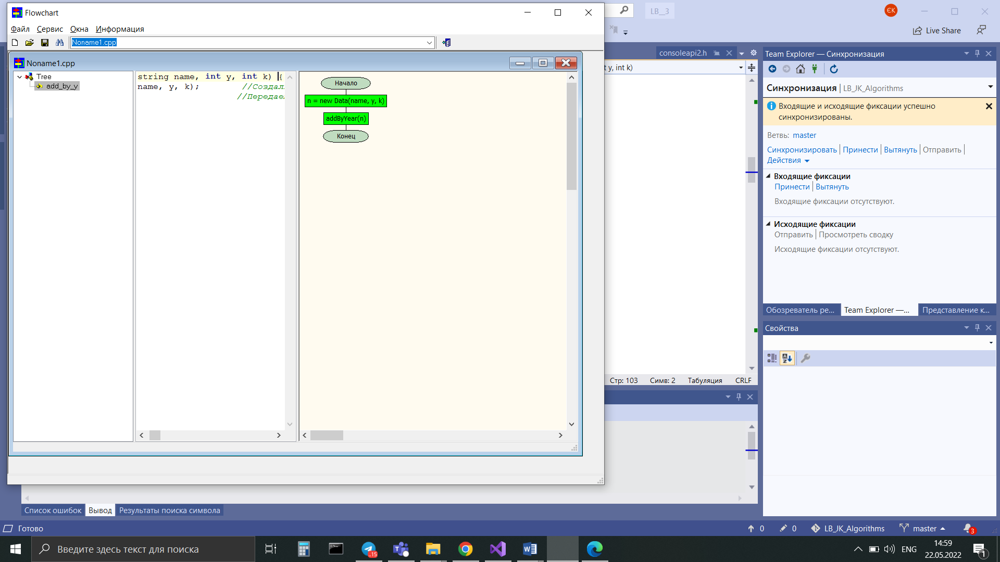 Flowchart
Файл Сервис Окна Информация
Noname1.cpp
Noname1.cpp
Tree
add_by_y
string name, int y, int k) {
name, y, k); //Создал
//Передае
Начало
n = new Data(name, y, k)
addByYear(n)
Конец
LB__3
ЄК
Live Share
consoleapi2.h
t y, int k)
Стр: 103 Симв: 2 Табуляция CRLF
Team Explorer — Синхронизация
Синхронизация | LB_JK_Algorithms
Входящие и исходящие фиксации успешно
синхронизированы.
Ветвь: master
Синхронизировать | Принести | Вытянуть | Отправить |
Действия
Входящие фиксации
Принести | Вытянуть
Входящие фиксации отсутствуют.
Исходящие фиксации
Отправить | Просмотреть сводку
Исходящие фиксации отсутствуют.
Обозреватель ре... Team Explorer —... Представление к...
Свойства
Список ошибок Вывод Результаты поиска символа
Готово
0 0 LB_JK_Algorithms master 3
Введите здесь текст для поиска
..15
ENG
14:59
22.05.2022
1